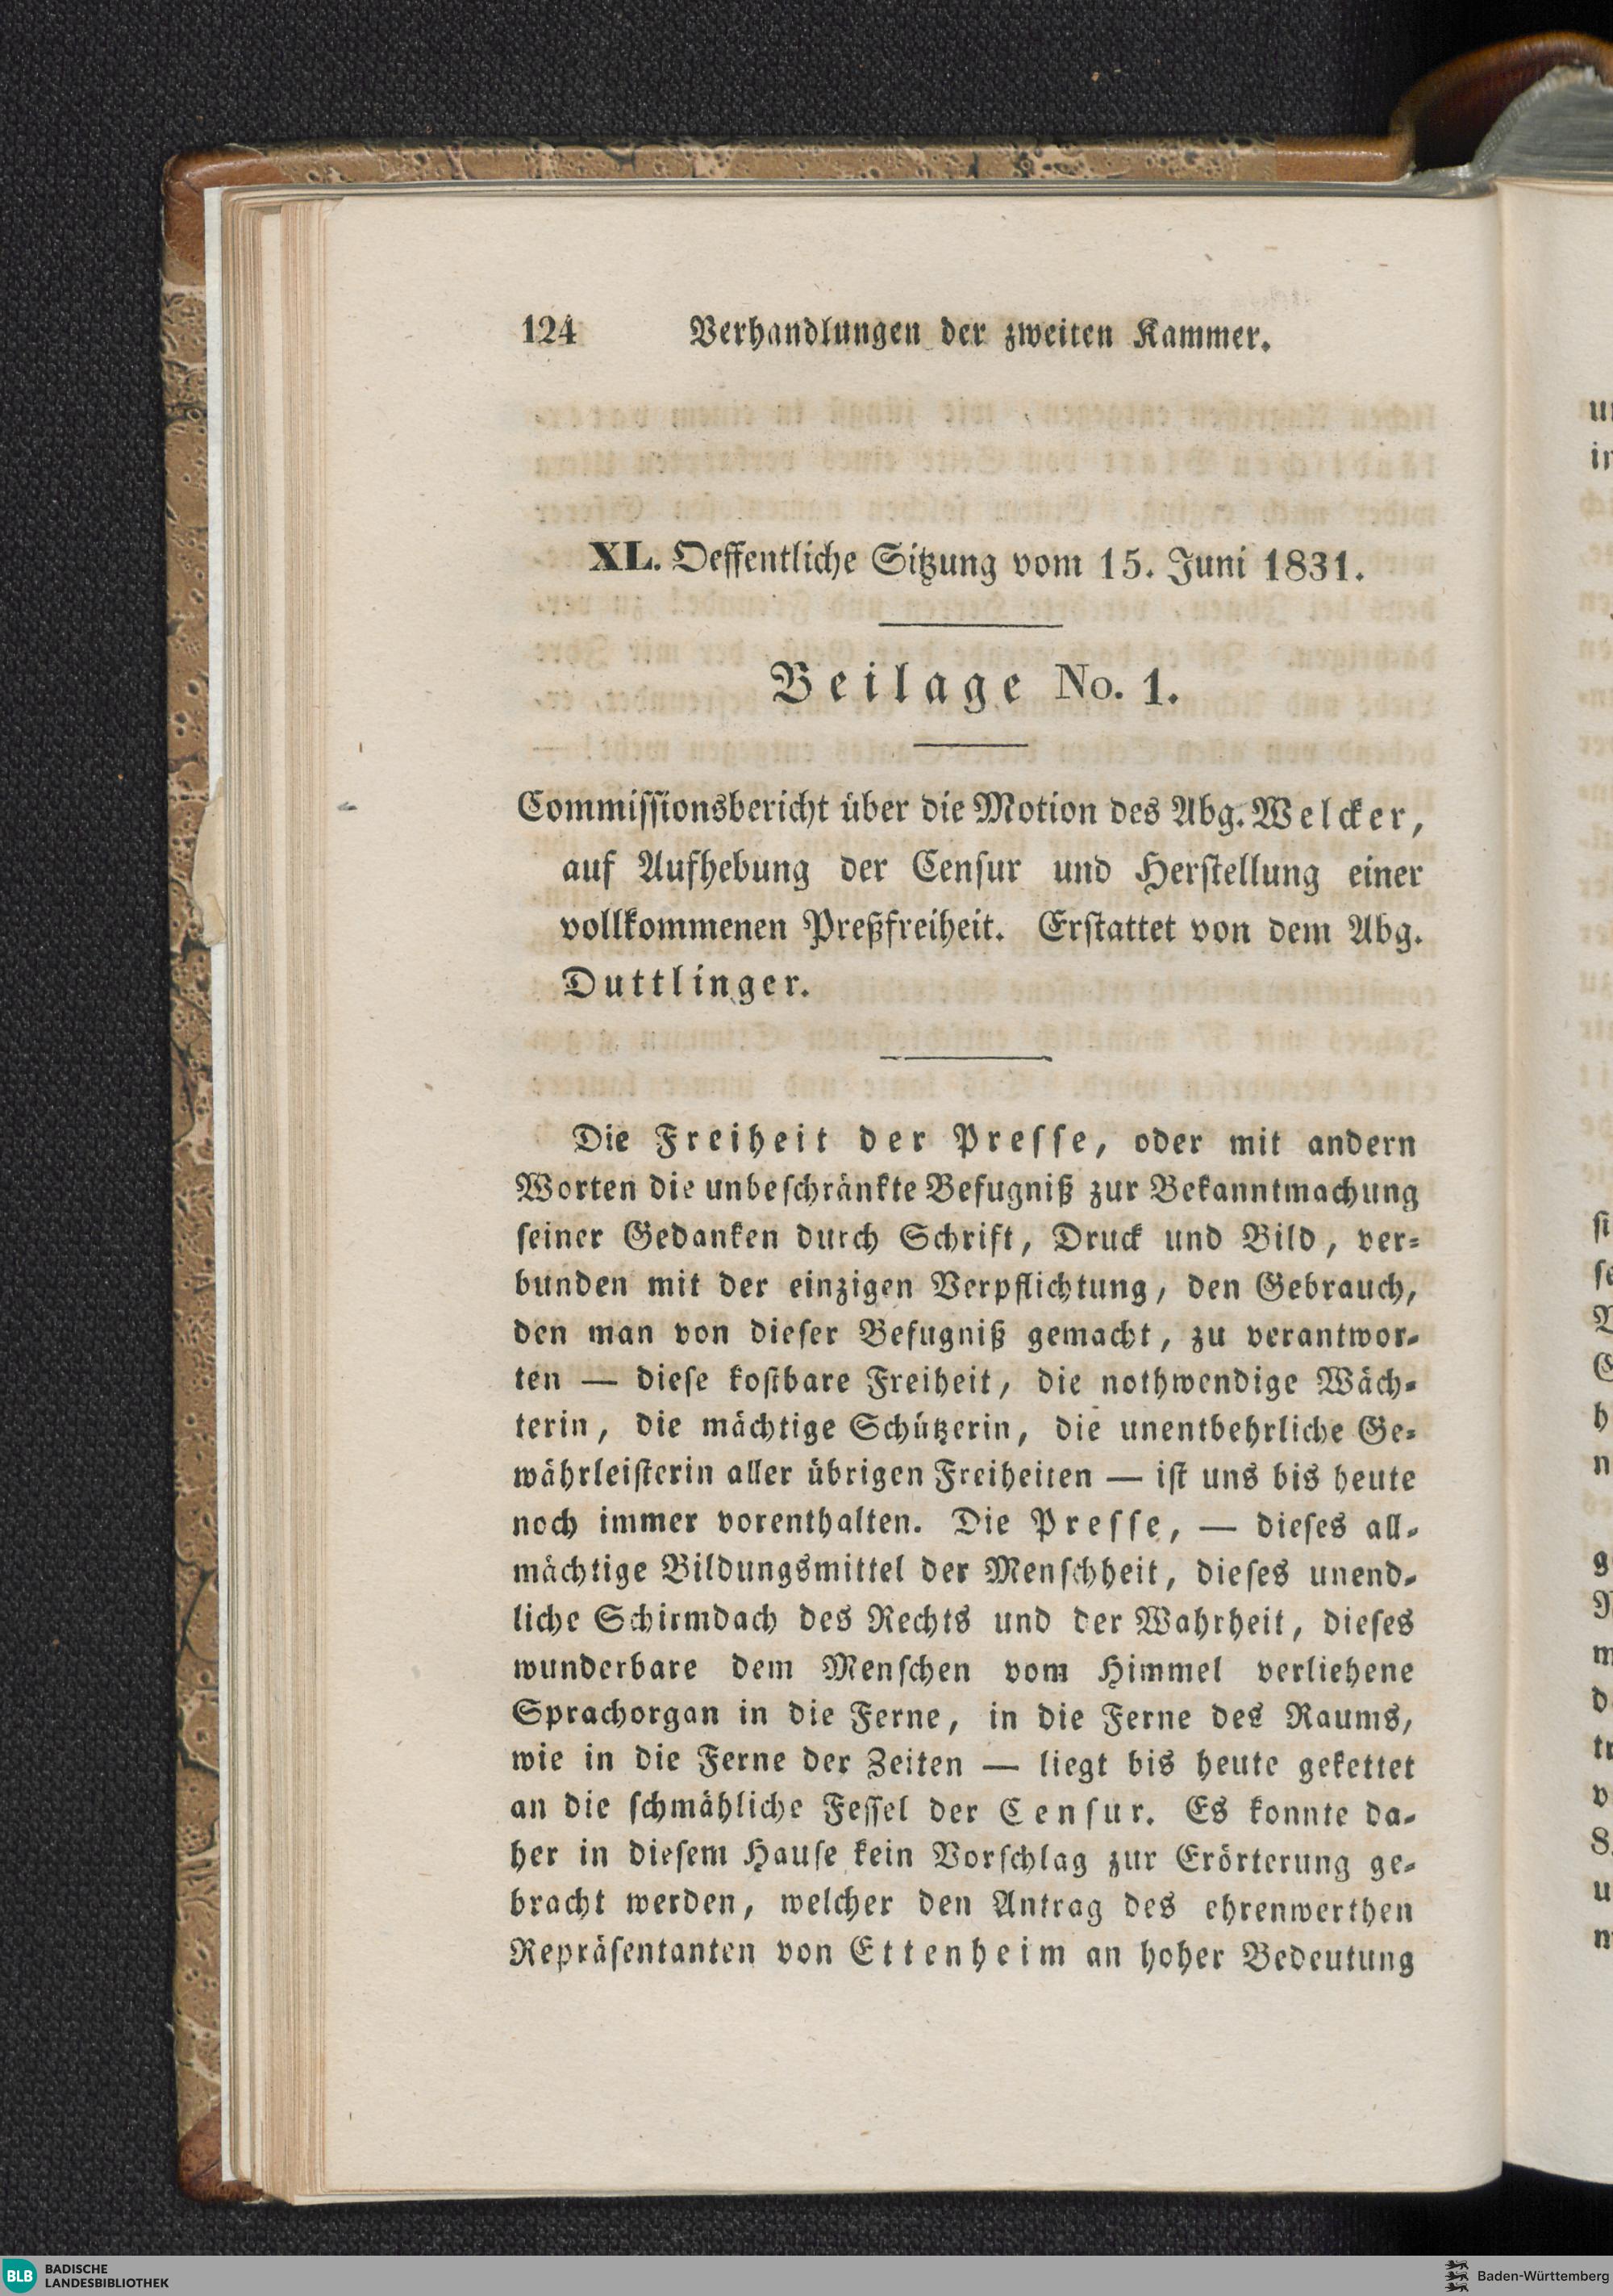 124 Verhandlungen der zweiten Kammer.
XL. Oeffentliche Sitzung vom 15. Juni 1831.
Beilage No. 1.
Commissionsbericht über die Motion des Abg. Welcker,
auf Aufhebung der Censur und Herstellung einer
vollkommenen Preßfreiheit. Erstattet von dem Abg.
Duttlinger.
Die Freiheit der Presse, oder mit andern
Worten die unbeschränkte Befugniß zur Bekanntmachung
seiner Gedanken durch Schrift, Druck und Bild, ver-
bunden mit der einzigen Verpflichtung, den Gebrauch,
den man von dieser Befugniß gemacht, zu verantwor-
ten — diese kostbare Freiheit, die nothwendige Wäch-
terin, die mächtige Schützerin, die unentbehrliche Ge-
währleisterin aller übrigen Freiheiten — ist uns bis heute
noch immer vorenthalten. Die Presse, — dieses all-
mächtige Bildungsmittel der Menschheit, dieses unend-
liche Schirmdach des Rechts und der Wahrheit, dieses
wunderbare dem Menschen vom Himmel verliehene
Sprachorgan in die Ferne, in die Ferne des Raums,
wie in die Ferne der Zeiten — liegt bis heute gekettet
an die schmähliche Fessel der Censur. Es konnte da-
her in diesem Hause kein Vorschlag zur Erörterung ge-
bracht werden, welcher den Antrag des ehrenwerthen
Repräsentanten von Ettenheim an hoher Bedeutung
BLB BADISCHE
LANDESBIBLIOTHEK
Baden-Württemberg